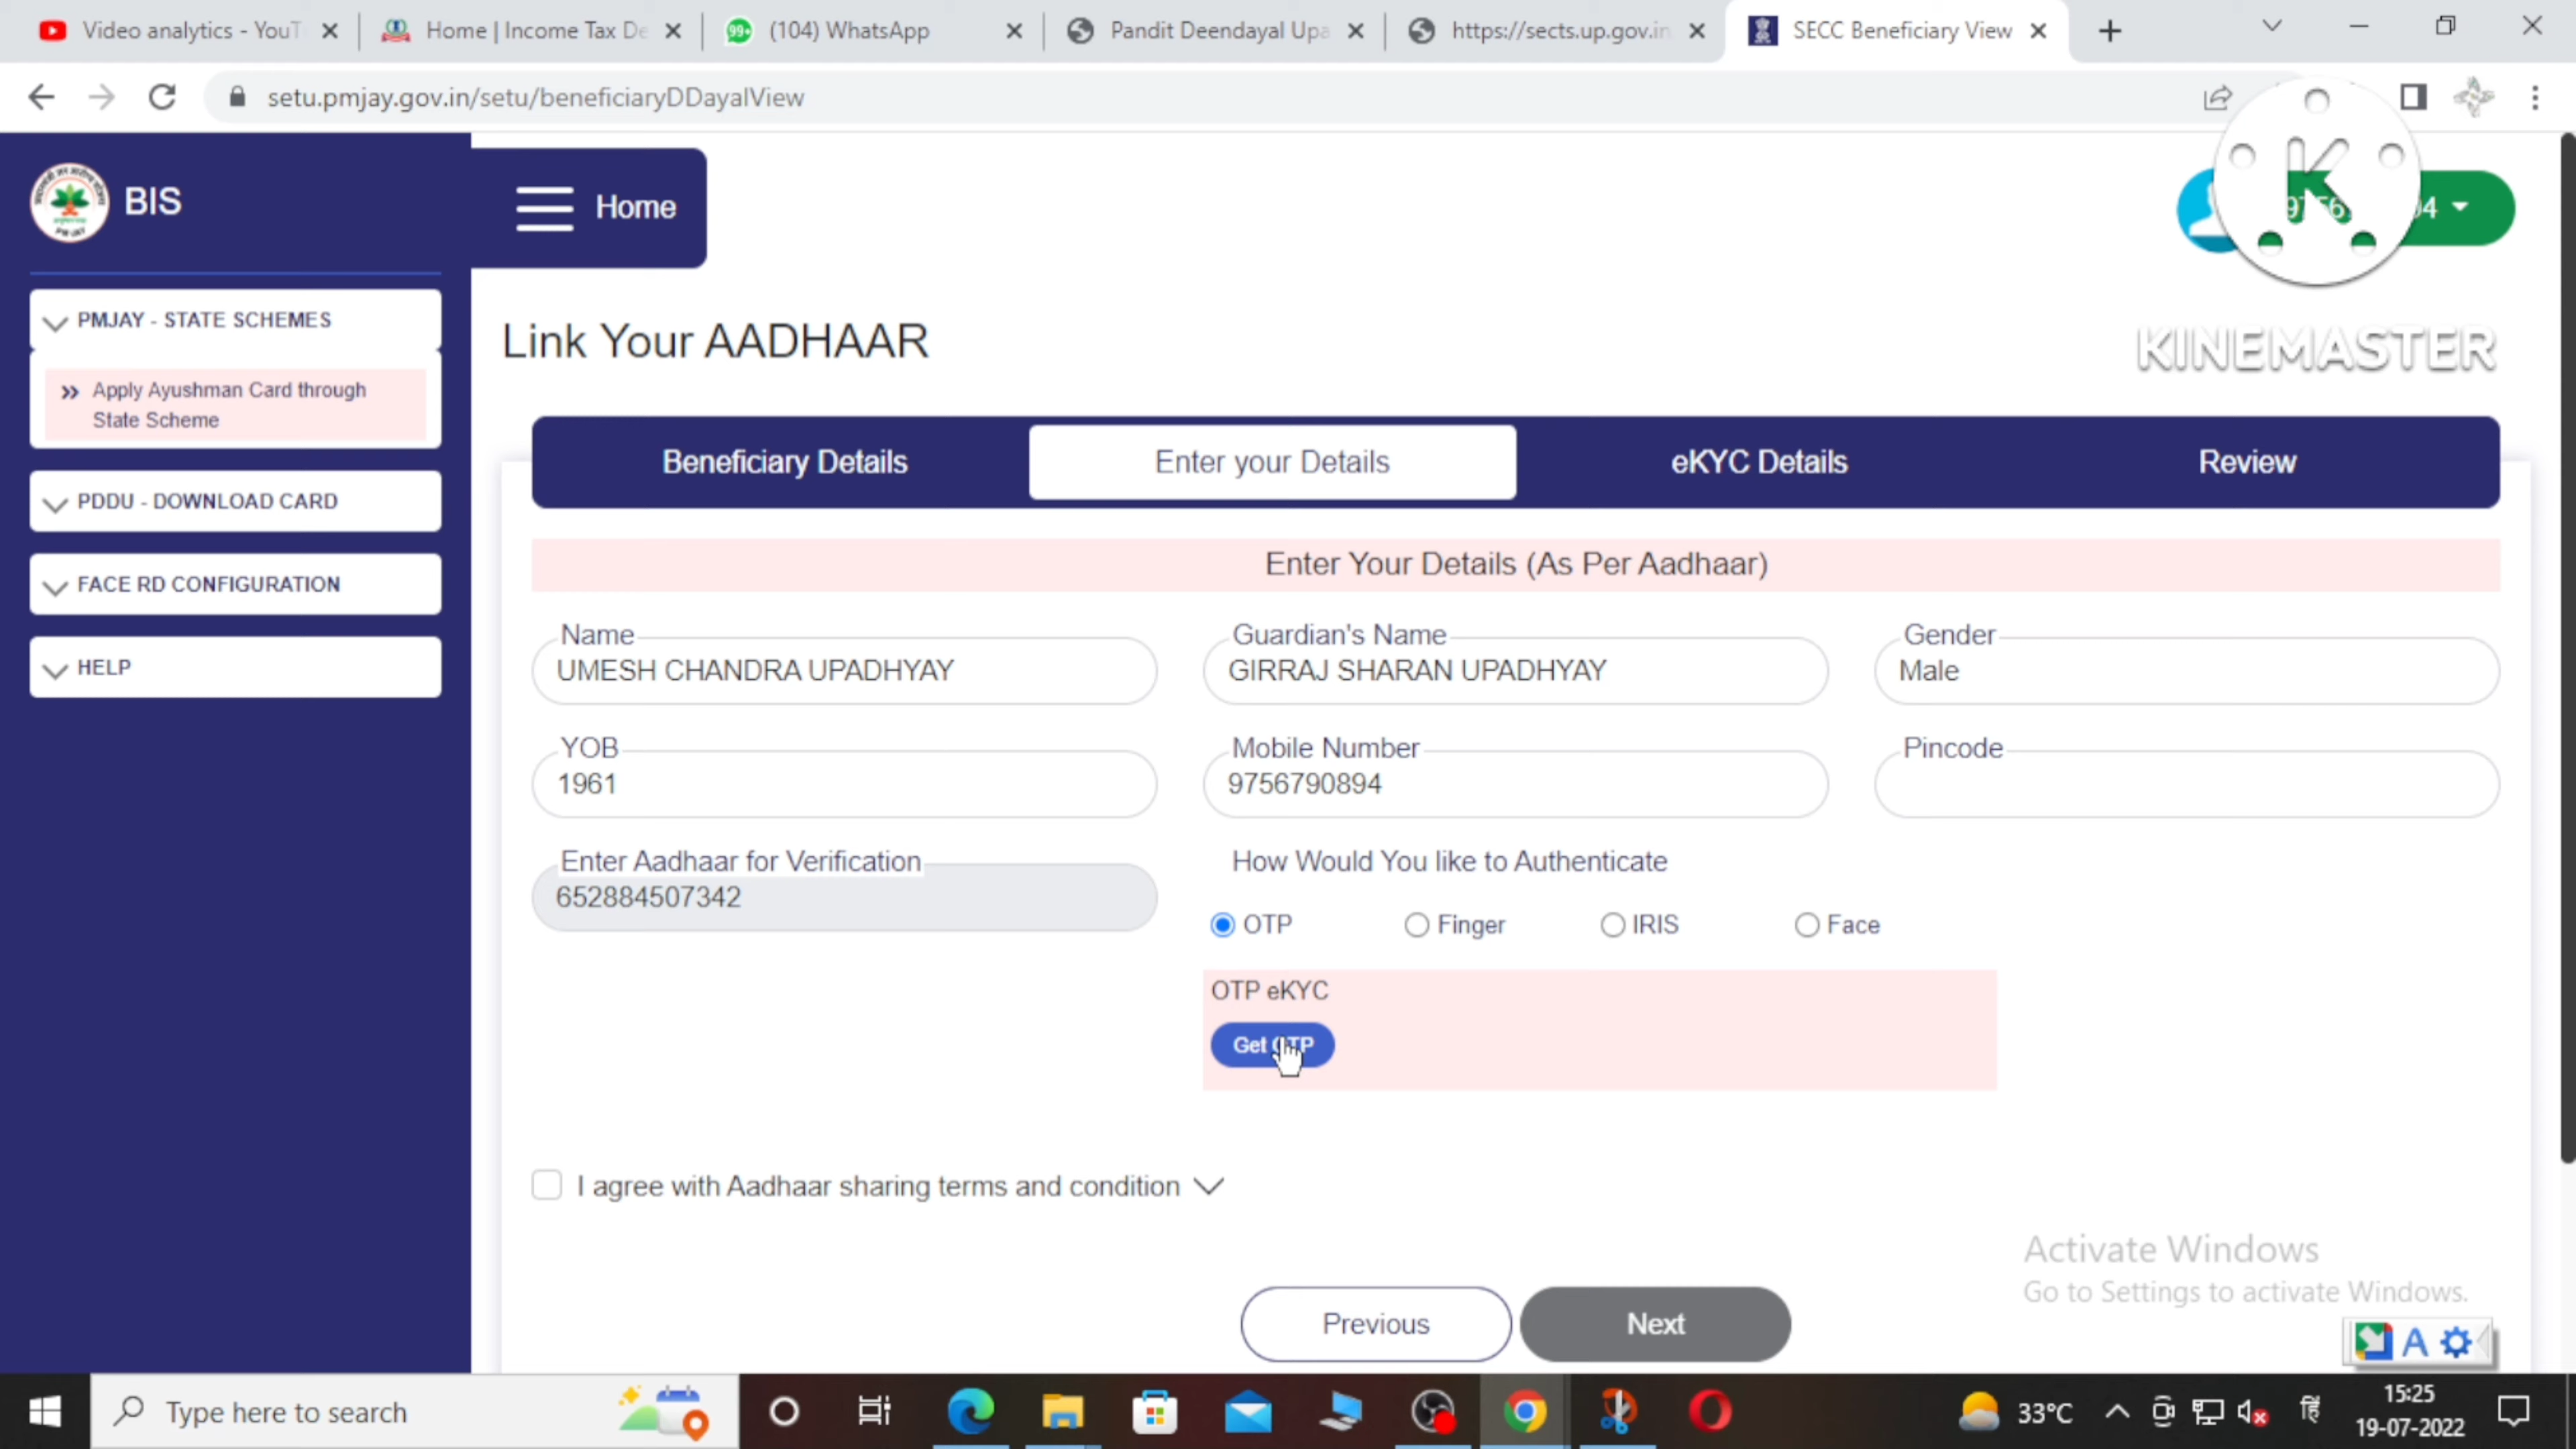 Video analytics - YouT
Home | Income Tax De
99+ (104) WhatsApp
Pandit Deendayal Upa
https://sects.up.gov.in
SECC Beneficiary View
setu.pmjay.gov.in/setu/beneficiaryDDayalView
BIS
Home
KINEMASTER
PMJAY - STATE SCHEMES
Apply Ayushman Card through
State Scheme
PDDU - DOWNLOAD CARD
FACE RD CONFIGURATION
HELP
Link Your AADHAAR
Beneficiary Details
Enter your Details
eKYC Details
Review
Enter Your Details (As Per Aadhaar)
Name
UMESH CHANDRA UPADHYAY
Guardian's Name
GIRRAJ SHARAN UPADHYAY
Gender
Male
YOB
1961
Mobile Number
9756790894
Pincode
Enter Aadhaar for Verification
652884507342
How Would You like to Authenticate
OTP
Finger
IRIS
Face
OTP eKYC
Get OTP
I agree with Aadhaar sharing terms and condition
Previous
Next
Activate Windows
Go to Settings to activate Windows.
A
Type here to search
33°C
हिं
15:25
19-07-2022